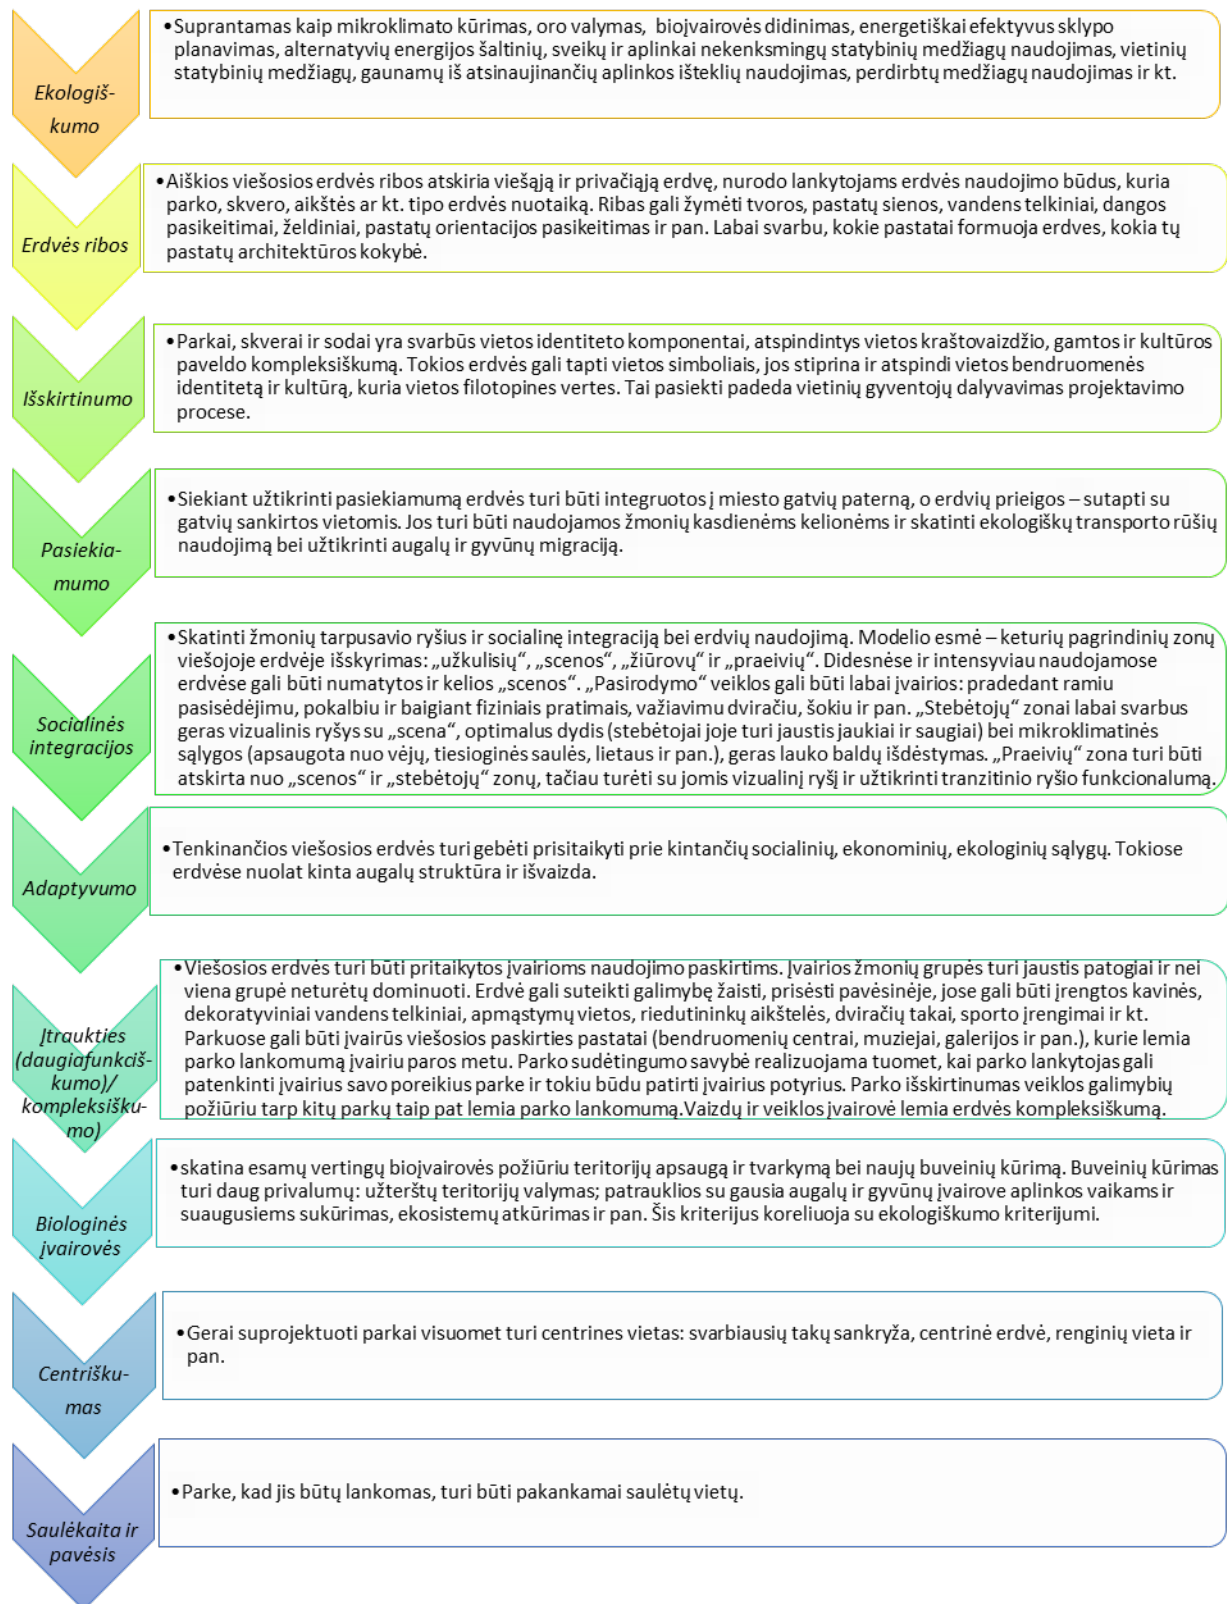 Ekologiš-
kumo
•Suprantamas kaip mikroklimato kūrimas, oro valymas, bioįvairovės didinimas, energetiškai efektyvus sklypo
planavimas, alternatyvių energijos šaltinių, sveikų ir aplinkai nekenksmingų statybinių medžiagų naudojimas, vietinių
statybinių medžiagų, gaunamų iš atsinaujinančių aplinkos išteklių naudojimas, perdirbtų medžiagų naudojimas ir kt.
Erdvės ribos
•Aiškios viešosios erdvės ribos atskiria viešąją ir privačiąją erdvę, nurodo lankytojams erdvės naudojimo būdus, kuria
parko, skvero, aikštės ar kt. tipo erdvės nuotaiką. Ribas gali žymėti tvoros, pastatų sienos, vandens telkiniai, dangos
pasikeitimai, želdiniai, pastatų orientacijos pasikeitimas ir pan. Labai svarbu, kokie pastatai formuoja erdves, kokia tų
pastatų architektūros kokybė.
Išskirtinumo
•Parkai, skverai ir sodai yra svarbūs vietos identiteto komponentai, atspindintys vietos kraštovaizdžio, gamtos ir kultūros
paveldo kompleksiškumą. Tokios erdvės gali tapti vietos simboliais, jos stiprina ir atspindi vietos bendruomenės
identitetą ir kultūrą, kuria vietos filotopines vertes. Tai pasiekti padeda vietinių gyventojų dalyvavimas projektavimo
procese.
Pasiekia-
mumo
•Siekiant užtikrinti pasiekiamumą erdvės turi būti integruotos į miesto gatvių paterną, o erdvių prieigos – sutapti su
gatvių sankirtos vietomis. Jos turi būti naudojamos žmonių kasdienėms kelionėms ir skatinti ekologiškų transporto rūšių
naudojimą bei užtikrinti augalų ir gyvūnų migraciją.
Socialinės
integracijos
•Skatinti žmonių tarpusavio ryšius ir socialinę integraciją bei erdvių naudojimą. Modelio esmė – keturių pagrindinių zonų
viešojoje erdvėje išskyrimas: „užkulisių“, „scenos“, „žiūrovų“ ir „praeivių“. Didesnėse ir intensyviau naudojamose
erdvėse gali būti numatytos ir kelios „scenos“. „Pasirodymo“ veiklos gali būti labai įvairios: pradedant ramiu
pasisėdėjimu, pokalbiu ir baigiant fiziniais pratimais, važiavimu dviračiu, šokiu ir pan. „Stebėtojų“ zonai labai svarbus
geras vizualinis ryšys su „scena“, optimalus dydis (stebėtojai joje turi jaustis jaukiai ir saugiai) bei mikroklimatinės
sąlygos (apsaugota nuo vėjų, tiesioginės saulės, lietaus ir pan.), geras lauko baldų išdėstymas. „Praeivių“ zona turi būti
atskirta nuo „scenos“ ir „stebėtojų“ zonų, tačiau turėti su jomis vizualinį ryšį ir užtikrinti tranzitinio ryšio funkcionalumą.
Adaptyvumo
•Tenkinančios viešosios erdvės turi gebėti prisitaikyti prie kintančių socialinių, ekonominių, ekologinių sąlygų. Tokiose
erdvėse nuolat kinta augalų struktūra ir išvaizda.
Įtraukties
(daugiafunkciš-
kumo)/
kompleksišku-
mo)
•Viešosios erdvės turi būti pritaikytos įvairioms naudojimo paskirtims. Įvairios žmonių grupės turi jaustis patogiai ir nei
viena grupė neturėtų dominuoti. Erdvė gali suteikti galimybę žaisti, prisėsti pavėsinėje, jose gali būti įrengtos kavinės,
dekoratyviniai vandens telkiniai, apmąstymų vietos, riedutininkų aikštelės, dviračių takai, sporto įrengimai ir kt.
Parkuose gali būti įvairūs viešosios paskirties pastatai (bendruomenių centrai, muziejai, galerijos ir pan.), kurie lemia
parko lankomumą įvairiu paros metu. Parko sudėtingumo savybė realizuojama tuomet, kai parko lankytojas gali
patenkinti įvairius savo poreikius parke ir tokiu būdu patirti įvairius potyrius. Parko išskirtinumas veiklos galimybių
požiūriu tarp kitų parkų taip pat lemia parko lankomumą.Vaizdų ir veiklos įvairovė lemia erdvės kompleksiškumą.
Biologinės
įvairovės
•skatina esamų vertingų bioįvairovės požiūriu teritorijų apsaugą ir tvarkymą bei naujų buveinių kūrimą. Buveinių kūrimas
turi daug privalumų: užterštų teritorijų valymas; patrauklios su gausia augalų ir gyvūnų įvairove aplinkos vaikams ir
suaugusiems sukūrimas, ekosistemų atkūrimas ir pan. Šis kriterijus koreliuoja su ekologiškumo kriterijumi.
Centrišku-
mas
•Gerai suprojektuoti parkai visuomet turi centrines vietas: svarbiausių takų sankryža, centrinė erdvė, renginių vieta ir
pan.
Saulėkaita ir
pavėsis
•Parke, kad jis būtų lankomas, turi būti pakankamai saulėtų vietų.